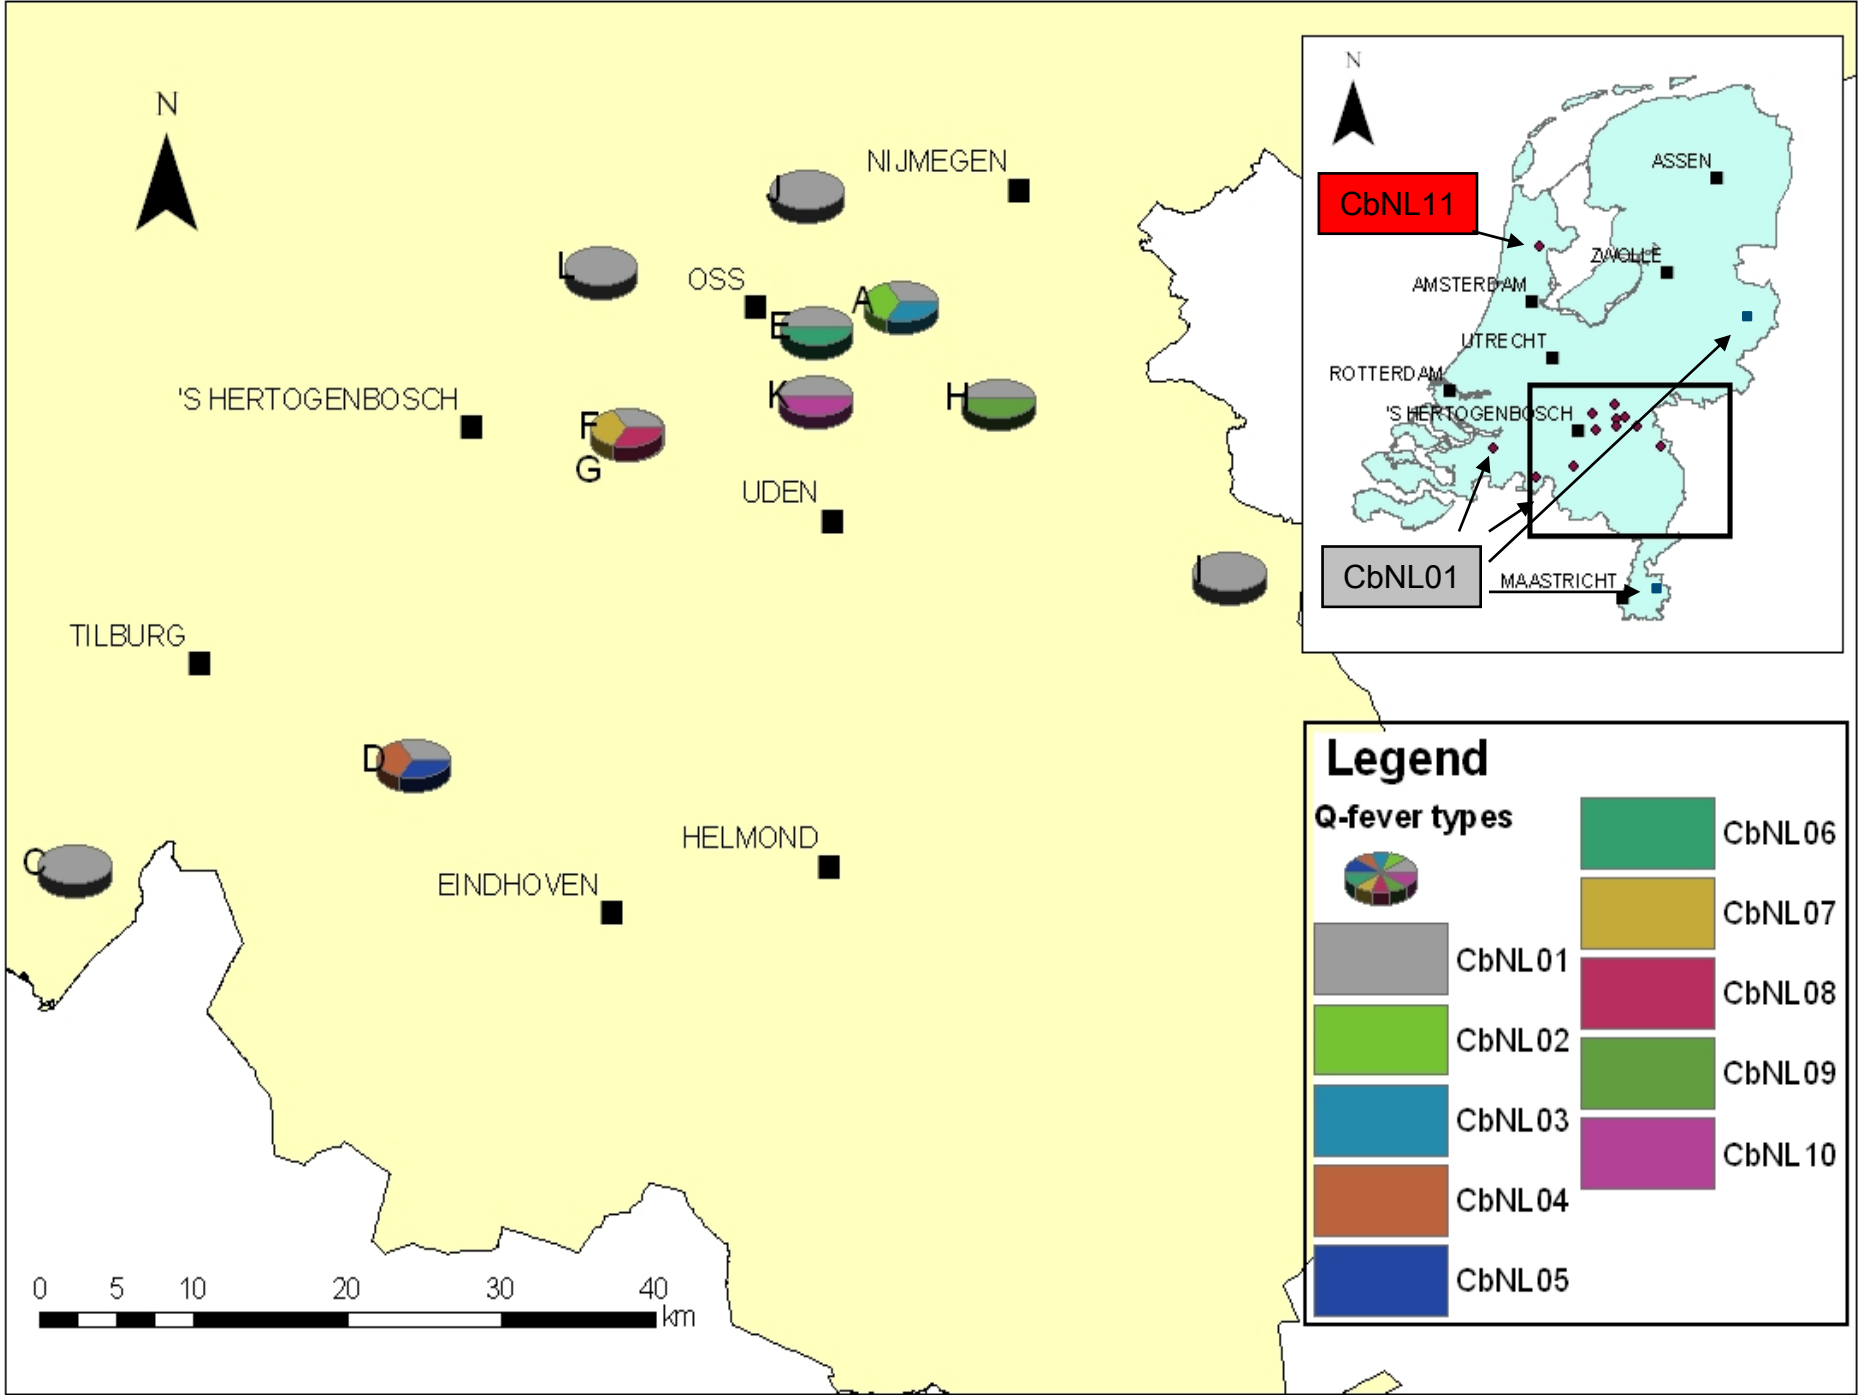 N
NIJMEGEN
J
L
OSS
A
E
'S HERTOGENBOSCH
K
H
F
G
UDEN
I
TILBURG
D
C
HELMOND
EINDHOVEN
0 5 10 20 30 40
km
N
ASSEN
CbNL11
ZWOLLE
AMSTERDAM
UTRECHT
ROTTERDAM
'S HERTOGENBOSCH
CbNL01
MAASTRICHT
Legend
Q-fever types
CbNL01
CbNL02
CbNL03
CbNL04
CbNL05
CbNL06
CbNL07
CbNL08
CbNL09
CbNL10